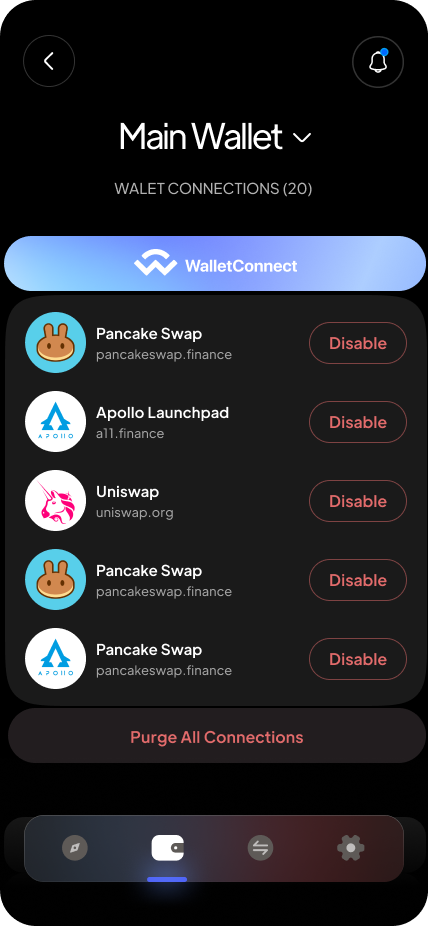 Main Wallet
WALET CONNECTIONS (20)
WalletConnect
Pancake Swap
pancakeswap.finance
Disable
Apollo Launchpad
a11.finance
Disable
APOLLO
Uniswap
uniswap.org
Disable
Pancake Swap
pancakeswap.finance
Disable
Pancake Swap
pancakeswap.finance
Disable
APOLLO
Purge All Connections